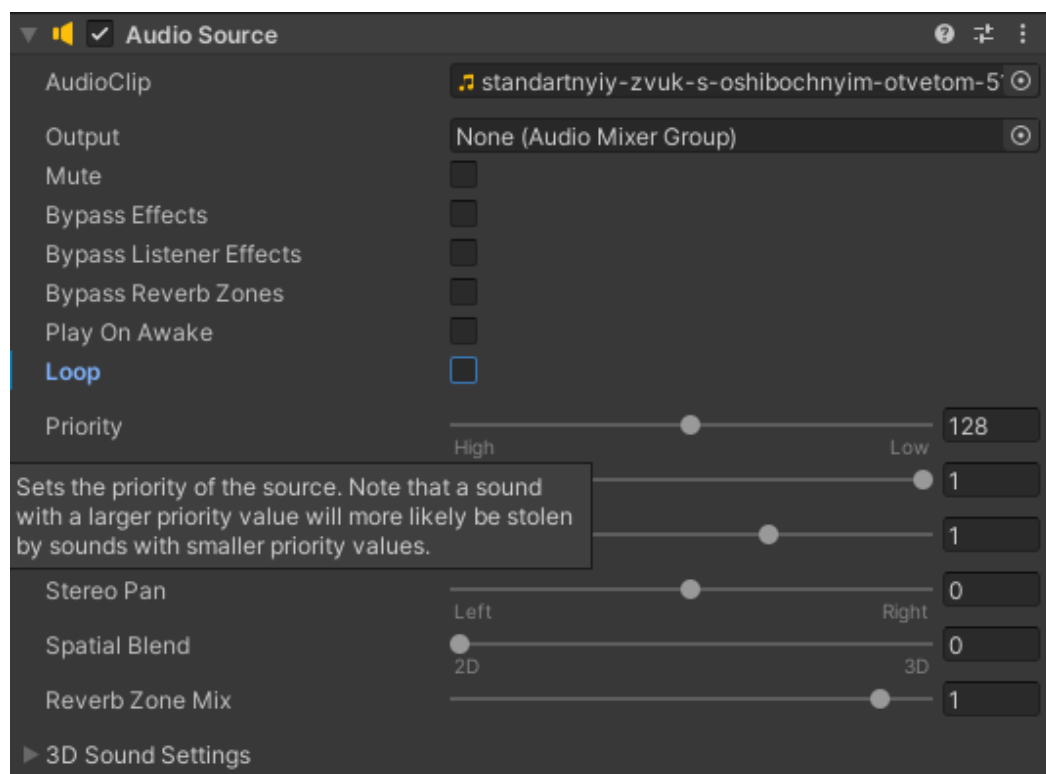 Audio Source
AudioClip
standartnyiy-zvuk-s-oshibochnyim-otvetom-5
Output
None (Audio Mixer Group)
Mute
Bypass Effects
Bypass Listener Effects
Bypass Reverb Zones
Play On Awake
Loop
Priority
128
High
Low
Sets the priority of the source. Note that a sound
with a larger priority value will more likely be stolen
by sounds with smaller priority values.
1
1
Stereo Pan
0
Left
Right
Spatial Blend
0
2D
3D
Reverb Zone Mix
1
3D Sound Settings